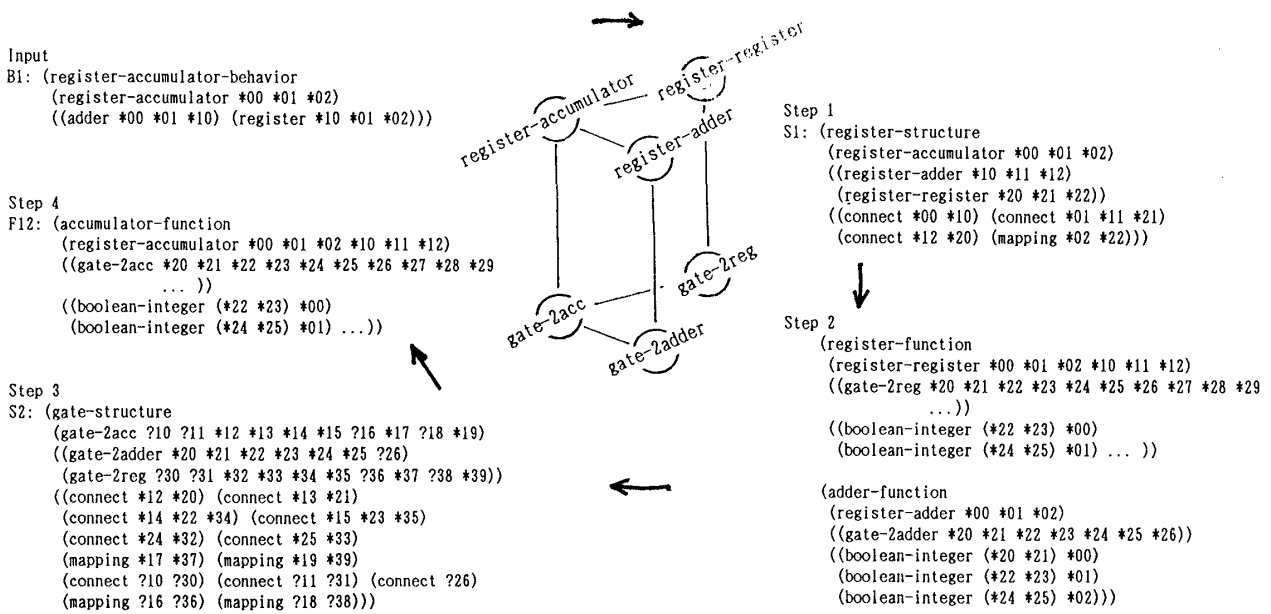 Input
B1: (register-accumulator-behavior
(register-accumulator *00 *01 *02)
((adder *00 *01 *10) (register *10 *01 *02)))
Step 4
F12: (accumulator-function
(register-accumulator *00 *01 *02 *10 *11 *12)
((gate-2acc *20 *21 *22 *23 *24 *25 *26 *27 *28 *29
... ))
((boolean-integer (*22 *23) *00)
(boolean-integer (*24 *25) *01) ...))
Step 3
S2: (gate-structure
(gate-2acc ?10 ?11 *12 *13 *14 *15 ?16 *17 ?18 *19)
((gate-2adder *20 *21 *22 *23 *24 *25 ?26)
(gate-2reg ?30 ?31 *32 *33 *34 *35 ?36 *37 ?38 *39))
((connect *12 *20) (connect *13 *21)
(connect *14 *22 *34) (connect *15 *23 *35)
(connect *24 *32) (connect *25 *33)
(mapping *17 *37) (mapping *19 *39)
(connect ?10 ?30) (connect ?11 ?31) (connect ?26)
(mapping ?16 ?36) (mapping ?18 ?38)))
register-register
register-accumulator
register-adder
gate-2reg
gate-2acc
gate-2adder
Step 1
S1: (register-structure
(register-accumulator *00 *01 *02)
((register-adder *10 *11 *12)
(register-register *20 *21 *22))
((connect *00 *10) (connect *01 *11 *21)
(connect *12 *20) (mapping *02 *22)))
Step 2
(register-function
(register-register *00 *01 *02 *10 *11 *12)
((gate-2reg *20 *21 *22 *23 *24 *25 *26 *27 *28 *29
...))
((boolean-integer (*22 *23) *00)
(boolean-integer (*24 *25) *01) ... ))
(adder-function
(register-adder *00 *01 *02)
((gate-2adder *20 *21 *22 *23 *24 *25 *26))
((boolean-integer (*20 *21) *00)
(boolean-integer (*22 *23) *01)
(boolean-integer (*24 *25) *02)))